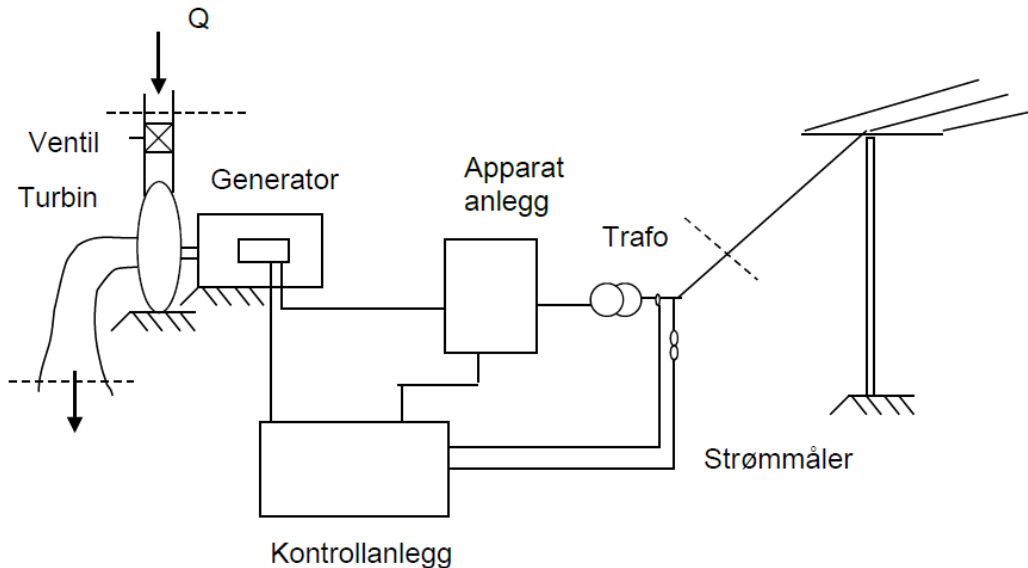 Q
Ventil
Turbin
Generator
Apparat
anlegg
Trafo
Strømmåler
Kontrollanlegg